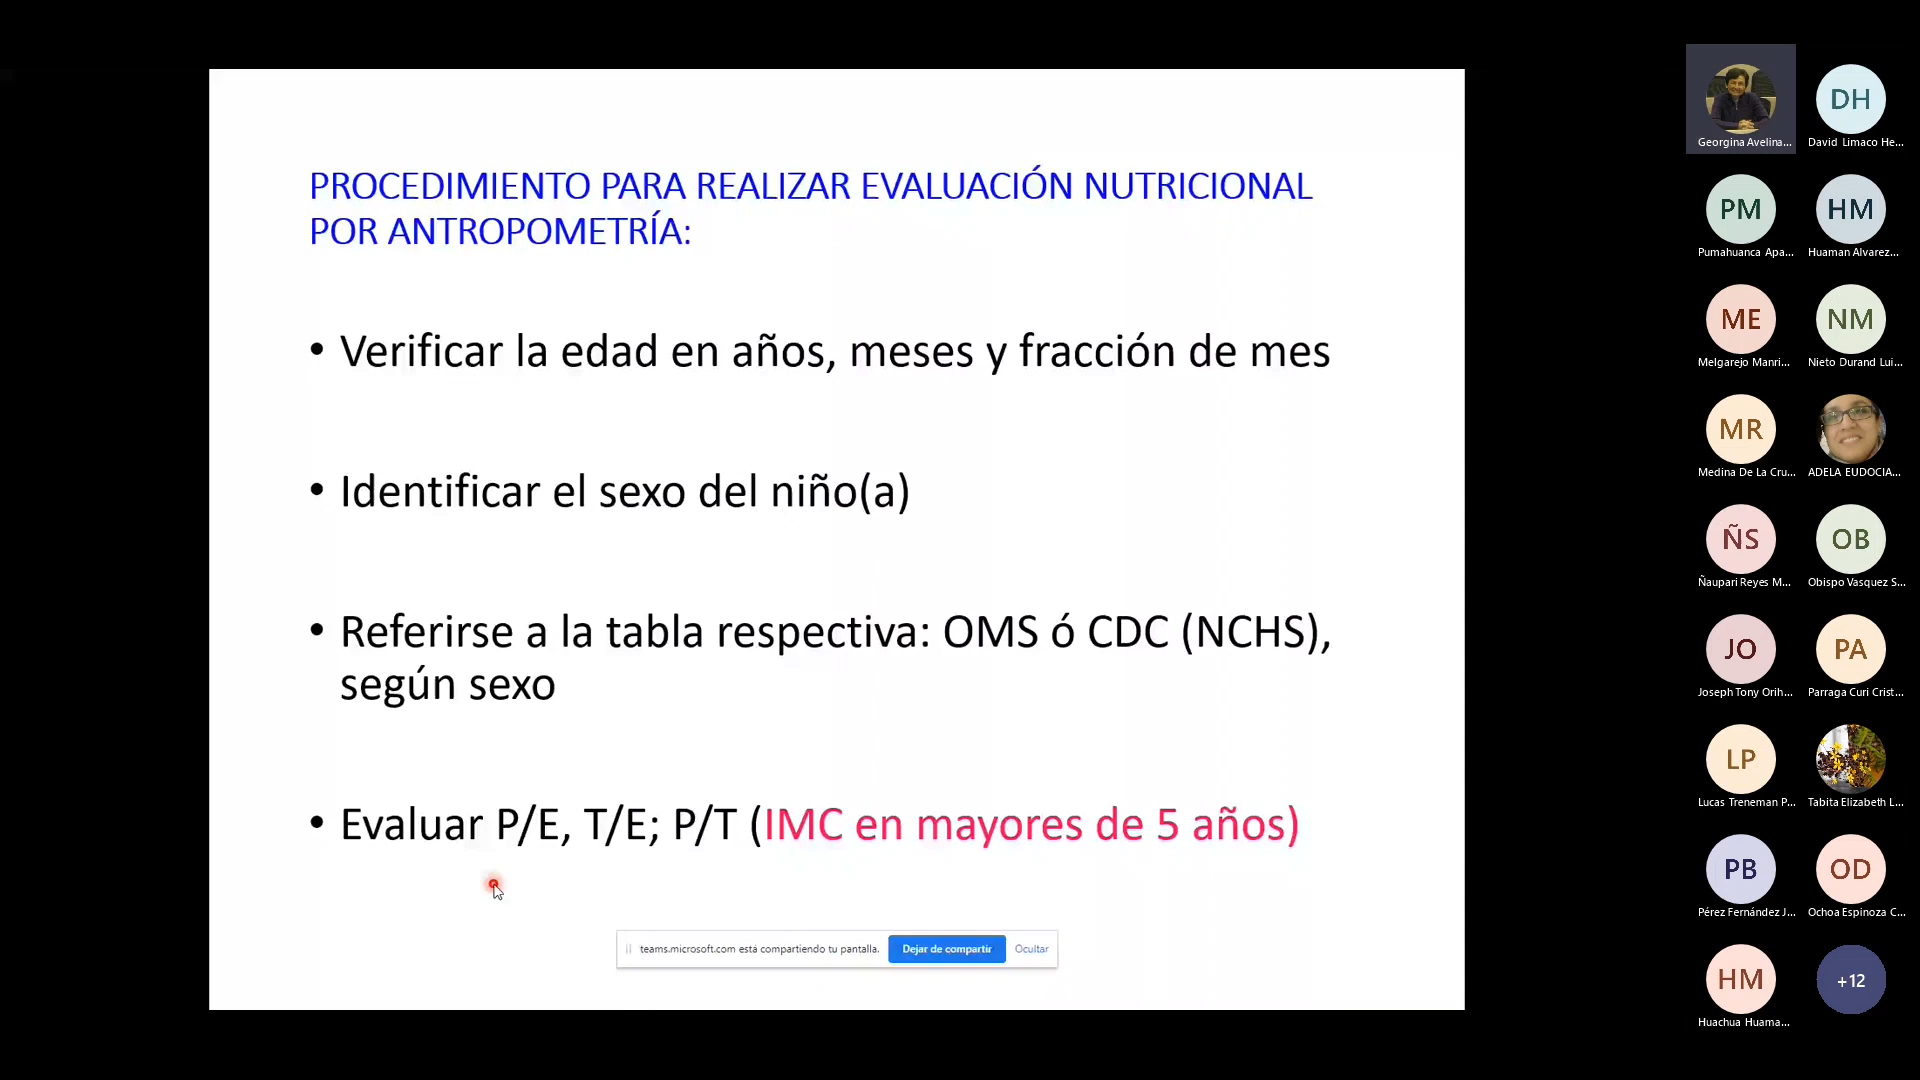 PROCEDIMIENTO PARA REALIZAR EVALUACIÓN NUTRICIONAL
POR ANTROPOMETRÍA:
• Verificar la edad en años, meses y fracción de mes
• Identificar el sexo del niño(a)
• Referirse a la tabla respectiva: OMS ó CDC (NCHS),
según sexo
• Evaluar P/E, T/E; P/T (IMC en mayores de 5 años)
teams.microsoft.com está compartiendo tu pantalla. Dejar de compartir Ocultar
Georgina Avelina...
DH
David Limaco He...
PM
Pumahuanca Apa...
HM
Huaman Alvarez...
ME
Melgarejo Manri...
NM
Nieto Durand Lui...
MR
Medina De La Cru...
ADELA EUDOCIA...
ÑS
Ñaupari Reyes M...
OB
Obispo Vasquez S...
JO
Joseph Tony Orih...
PA
Parraga Curi Crist...
LP
Lucas Treneman P...
Tabita Elizabeth L...
PB
Pérez Fernández J...
OD
Ochoa Espinoza C...
HM
Huachua Huama...
+12